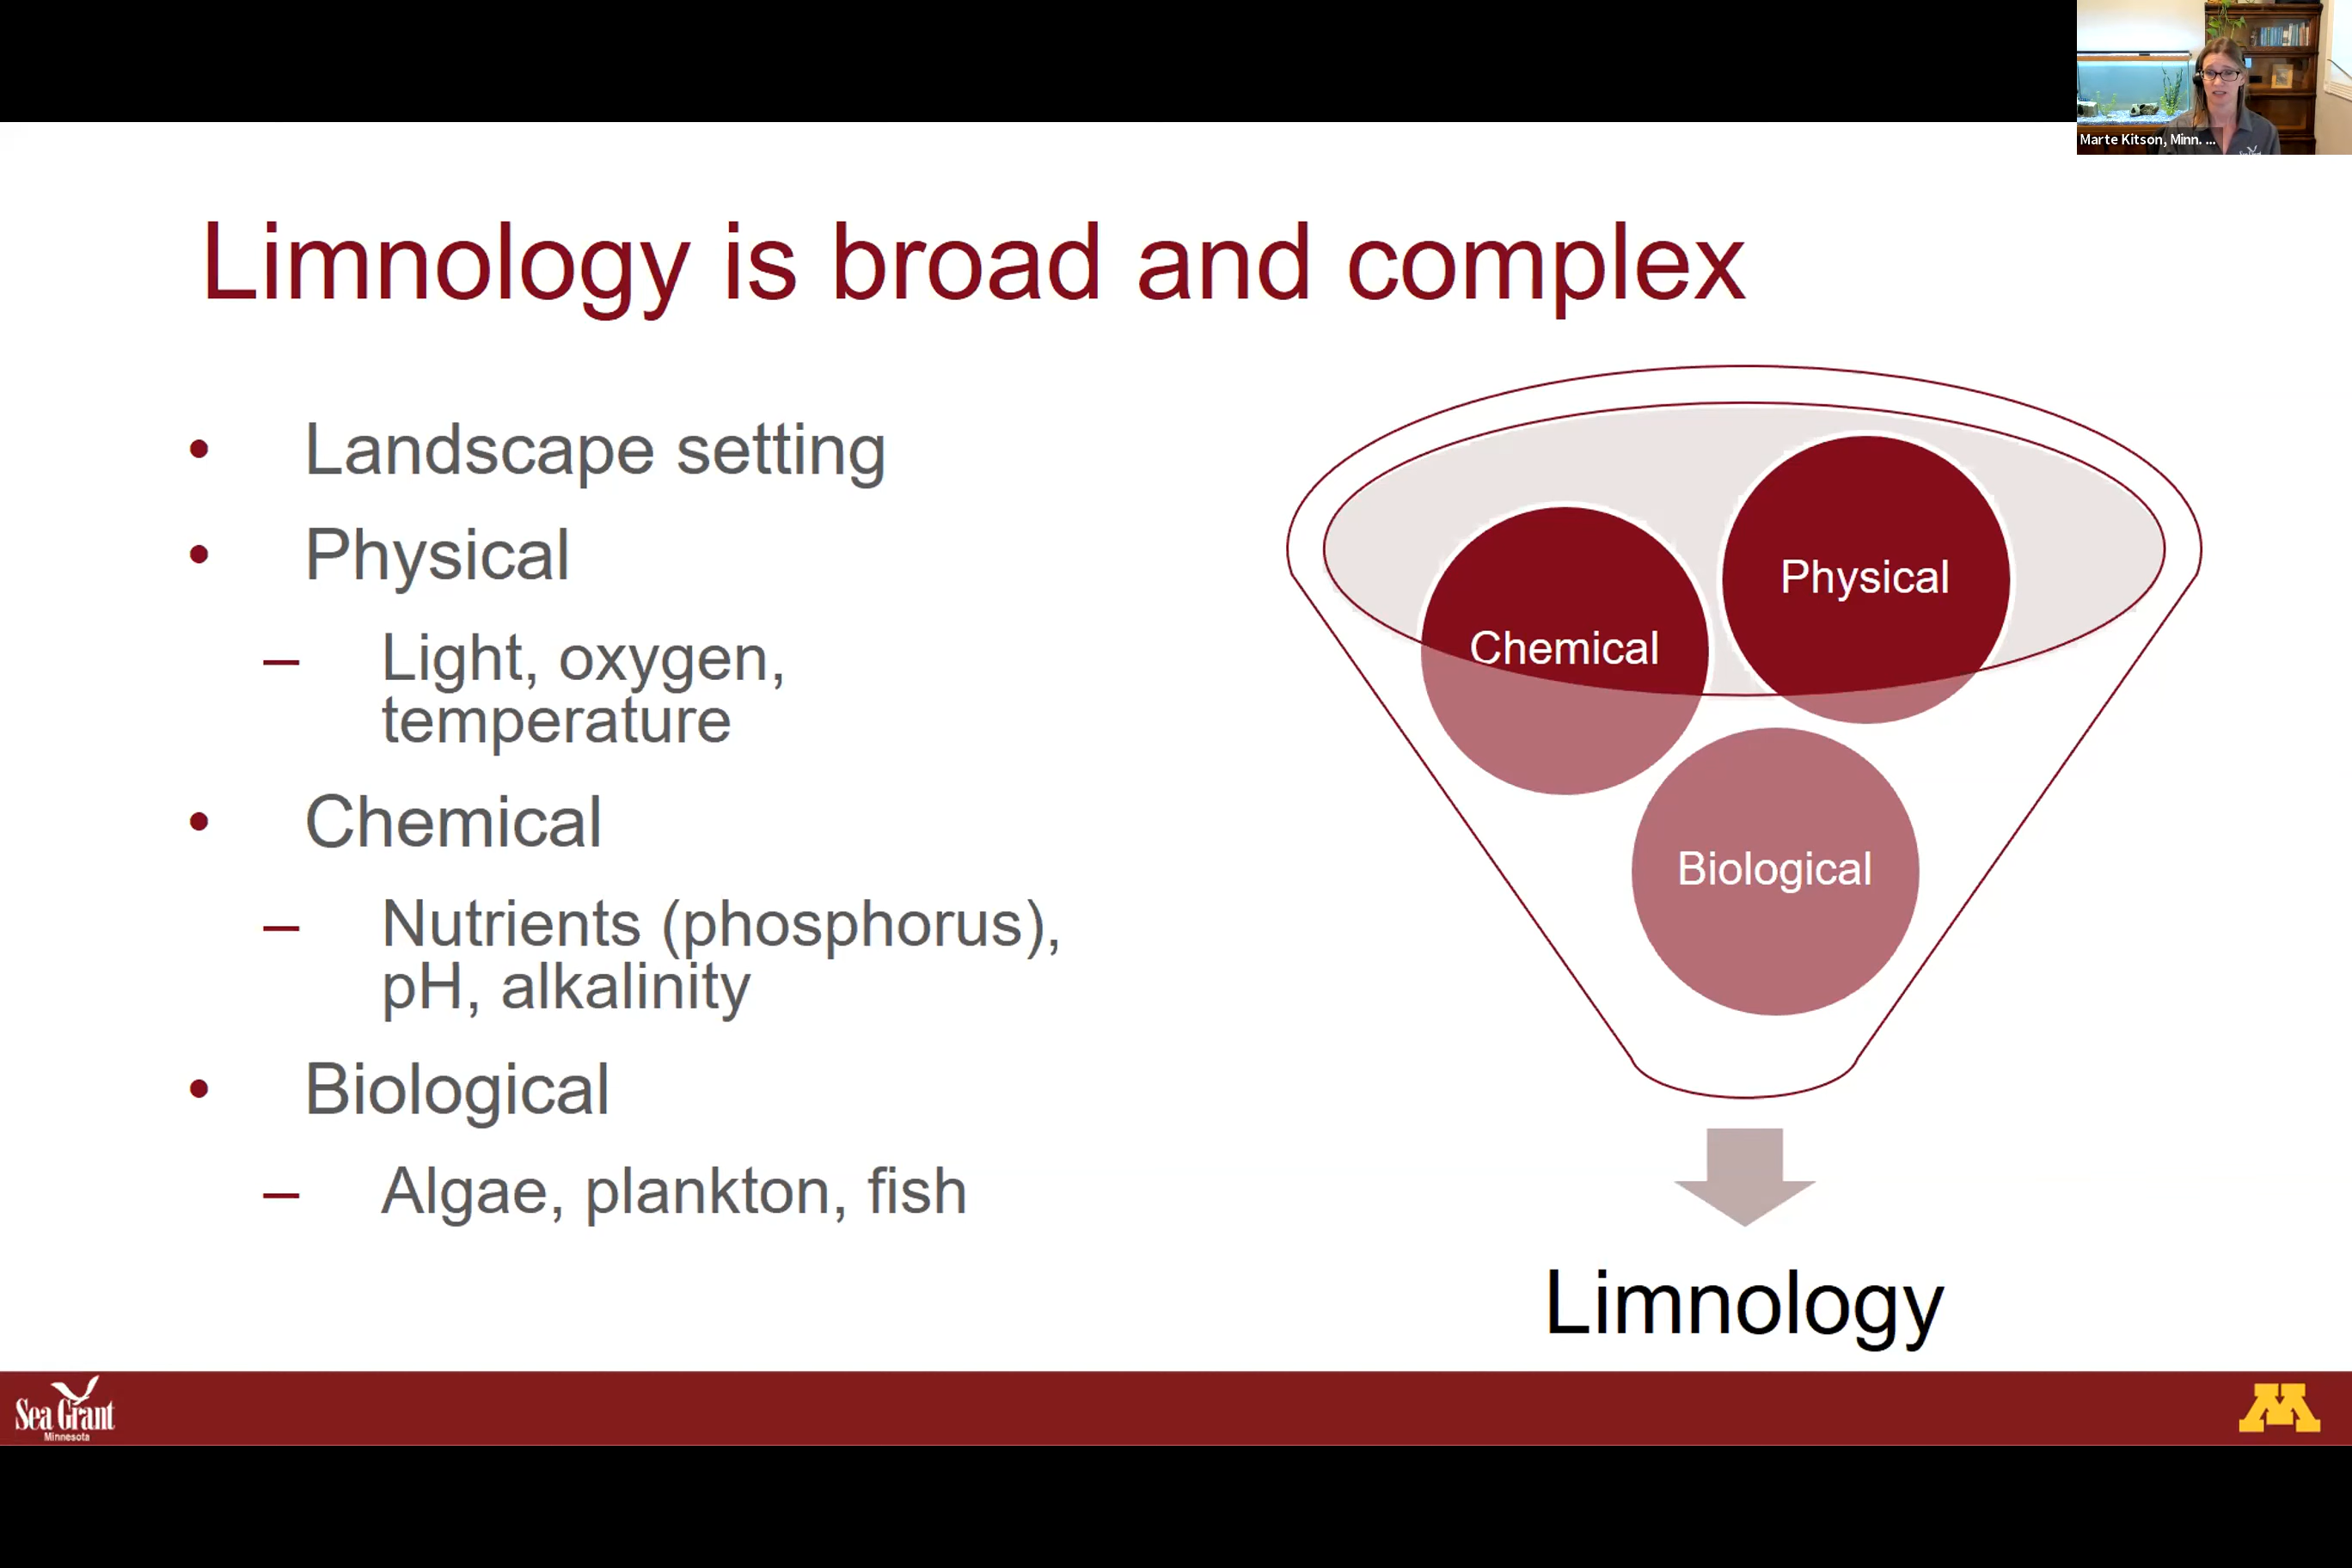 Marte Kitson, Minn. ...
Limnology is broad and complex
• Landscape setting
• Physical
– Light, oxygen,
temperature
• Chemical
– Nutrients (phosphorus),
pH, alkalinity
• Biological
– Algae, plankton, fish
Physical
Chemical
Biological
Limnology
Sea Grant
Minnesota
M